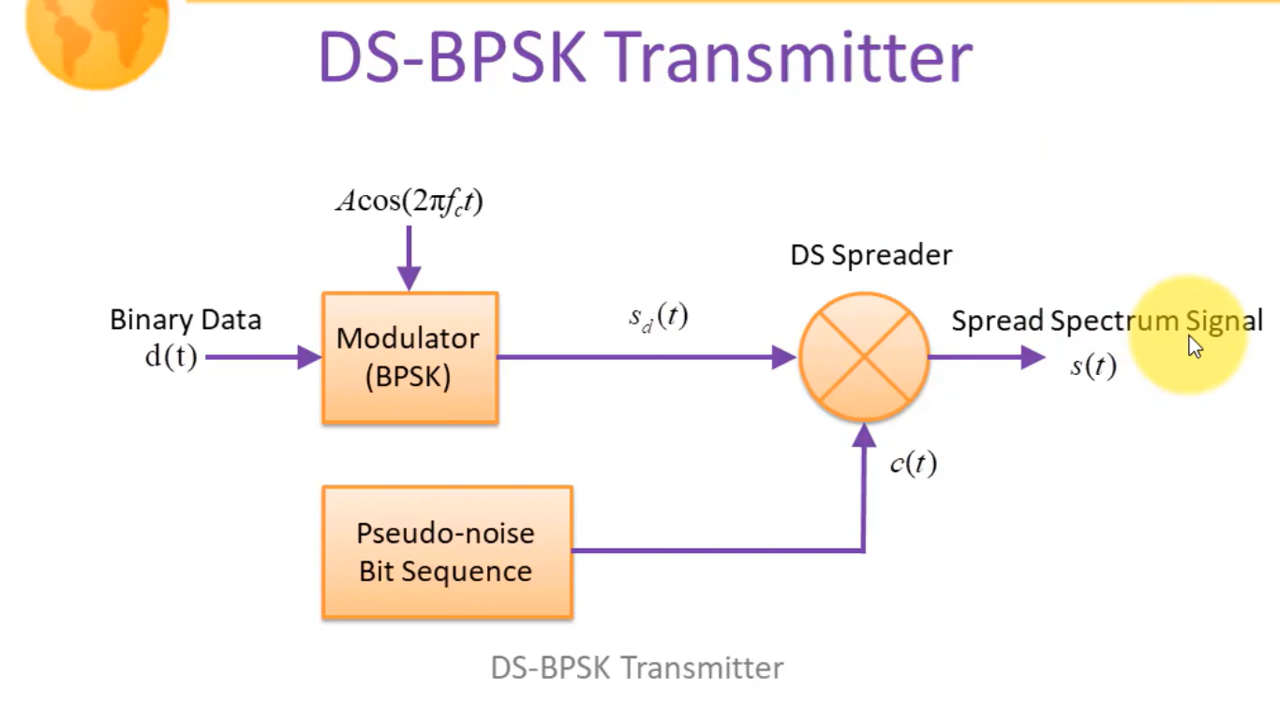 DS-BPSK Transmitter
Acos(2πf_ct)
DS Spreader
Binary Data
d(t)
Modulator
(BPSK)
s_d(t)
Spread Spectrum Signal
s(t)
c(t)
Pseudo-noise
Bit Sequence
DS-BPSK Transmitter